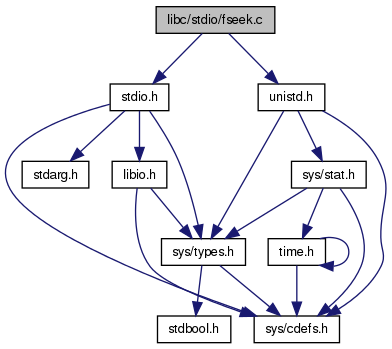 libc/stdio/fseek.c
stdio.h
unistd.h
stdarg.h
libio.h
sys/stat.h
sys/types.h
time.h
stdbool.h
sys/cdefs.h